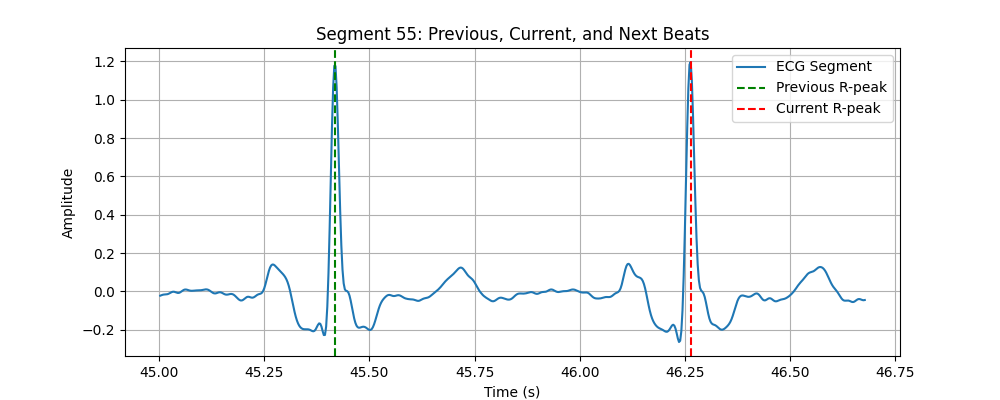 Segment 55: Previous, Current, and Next Beats
ECG Segment
Previous R-peak
Current R-peak
Amplitude
1.2
1.0
0.8
0.6
0.4
0.2
0.0
−0.2
45.00 45.25 45.50 45.75 46.00 46.25 46.50 46.75
Time (s)